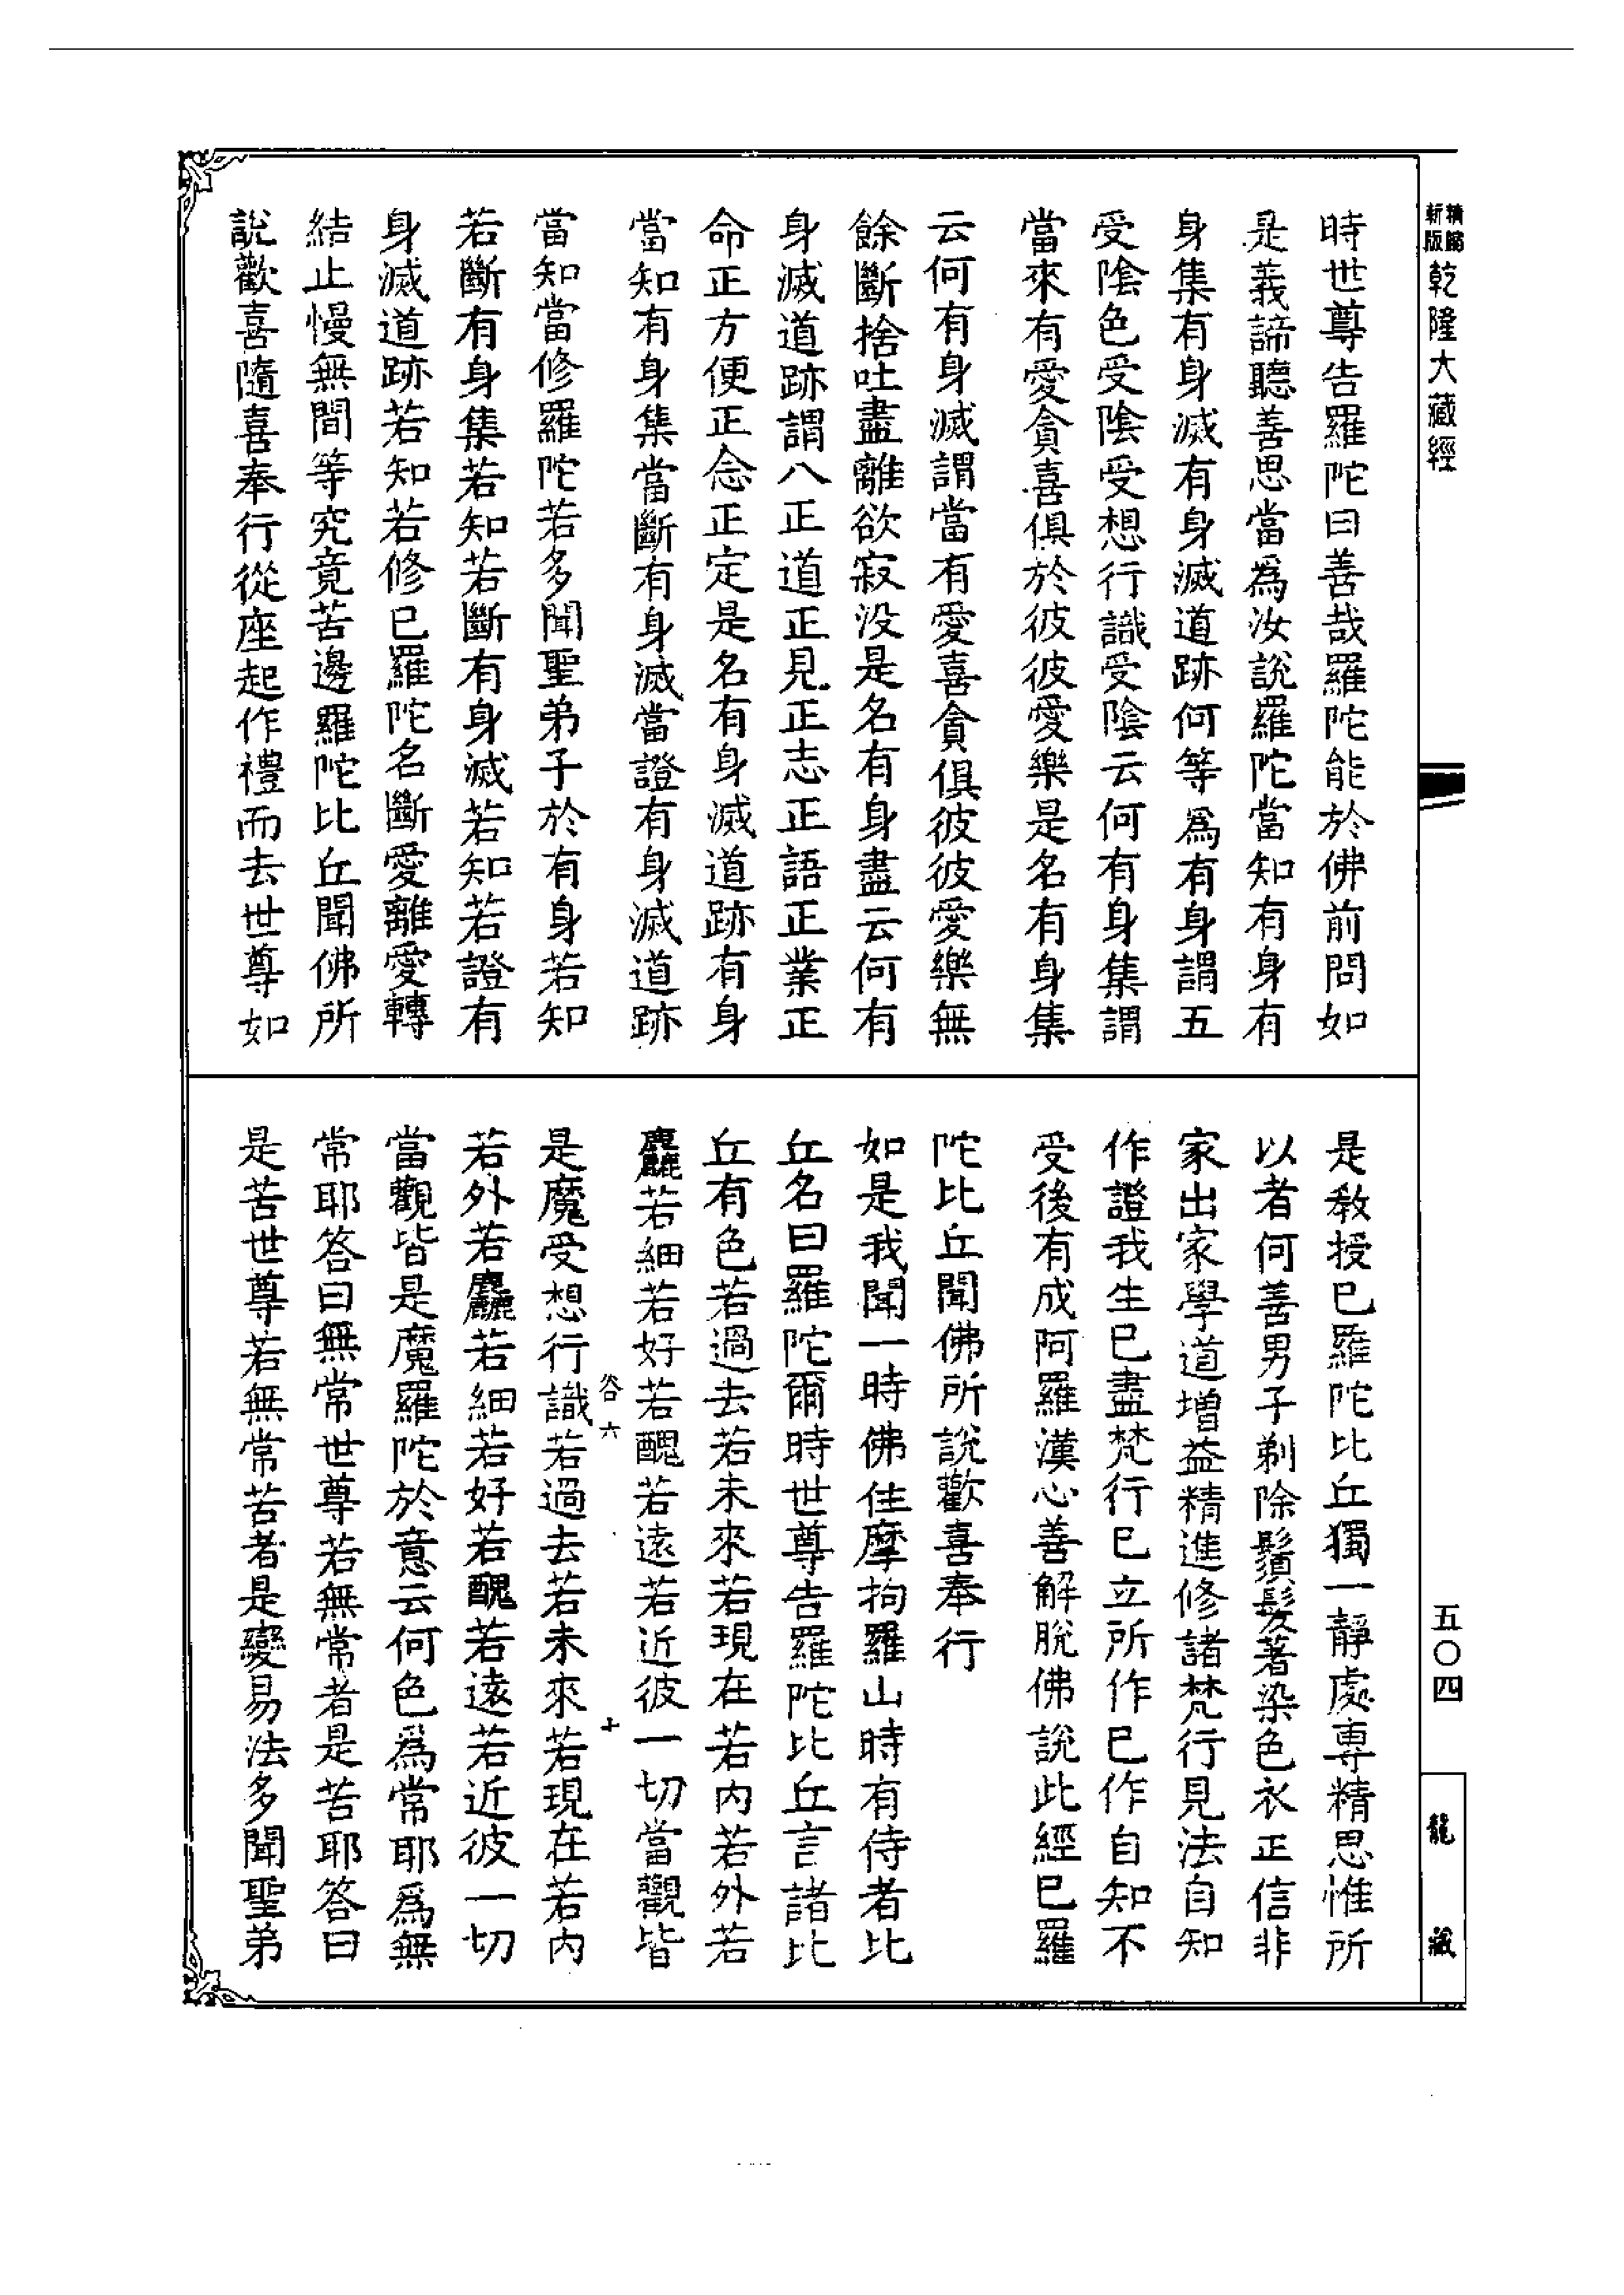 新版 精縮 乾隆大藏經
五〇四
龍藏
時世尊告羅陀曰善哉羅陀能於佛前問如
是義諦聽善思當為汝說羅陀當知有身有
身集有身滅有身滅道跡何等為有身謂五
受陰色受陰受想行識受陰云何有身集謂
當來有愛貪喜俱於彼彼愛樂是名有身集
云何有身滅謂當有愛喜貪俱彼彼愛樂無
餘斷捨吐盡離欲寂没是名有身盡云何有
身滅道跡謂八正道正見正志正語正業正
命正方便正念正定是名有身滅道跡有身
當知有身集當斷有身滅當證有身滅道跡
當知當修羅陀若多聞聖弟子於有身若知
若斷有身集若知若斷有身滅若知若證有
身滅道跡若知若修已羅陀名斷愛離愛轉
結止慢無間等究竟苦邊羅陀比丘聞佛所
說歡喜隨喜奉行從座起作禮而去世尊如
是教授已羅陀比丘獨一靜處專精思惟所
以者何善男子剃除鬚髮著染色衣正信非
家出家學道增益精進修諸梵行見法自知
作證我生已盡梵行已立所作已作自知不
受後有成阿羅漢心善解脫佛說此經已羅
陀比丘聞佛所說歡喜奉行
如是我聞一時佛住摩拘羅山時有侍者比
丘名曰羅陀爾時世尊告羅陀比丘言諸比
丘有色若過去若未來若現在若內若外若
麤若細若好若醜若遠若近彼一切當觀皆
咎六 十
是魔受想行識若過去若未來若現在若內
若外若麤若細若好若醜若遠若近彼一切
當觀皆是魔羅陀於意云何色為常耶為無
常耶答曰無常世尊若無常者是苦耶答曰
是苦世尊若無常苦者是變易法多聞聖弟